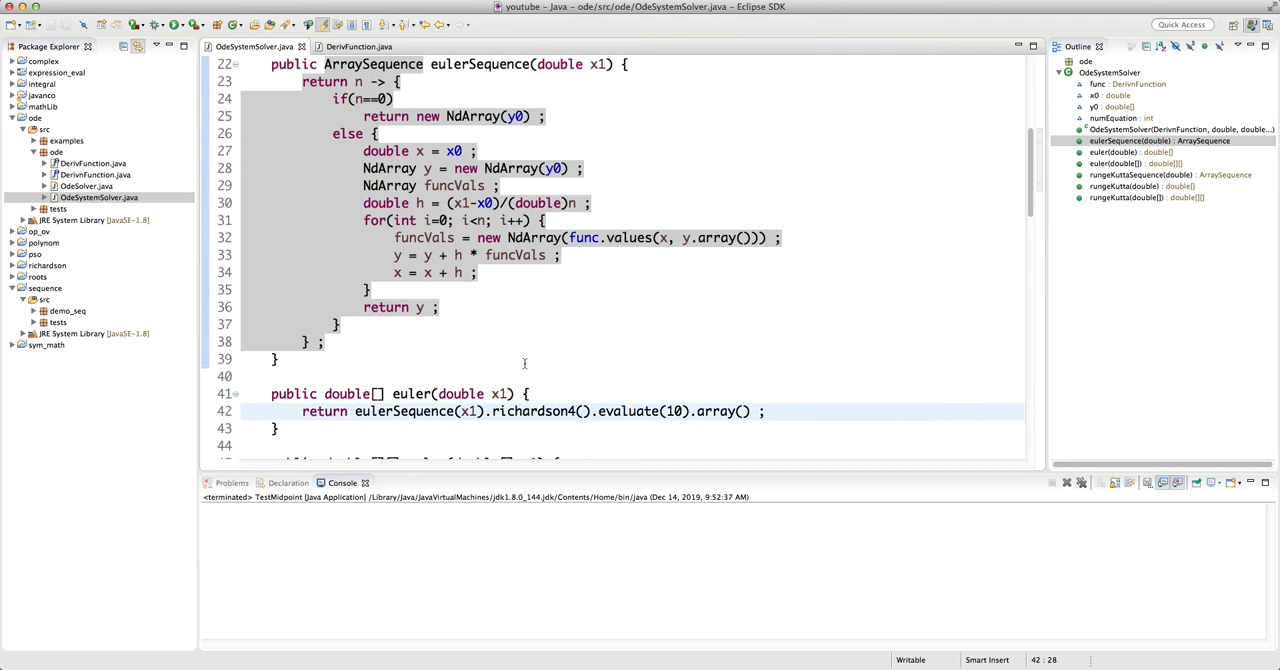 youtube - Java - ode/src/ode/OdeSystemSolver.java - Eclipse SDK
Quick Access
Package Explorer
OdeSystemSolver.java
DerivFunction.java
Outline
complex
expression_eval
integral
javanco
mathLib
ode
src
examples
ode
DerivFunction.java
DerivnFunction.java
OdeSolver.java
OdeSystemSolver.java
tests
JRE System Library [JavaSE-1.8]
op_ov
polynom
pso
richardson
roots
sequence
src
demo_seq
tests
JRE System Library [JavaSE-1.8]
sym_math
22 public ArraySequence eulerSequence(double x1) {
23 return n -> {
24 if(n==0)
25 return new NdArray(y0) ;
26 else {
27 double x = x0 ;
28 NdArray y = new NdArray(y0) ;
29 NdArray funcVals ;
30 double h = (x1-x0)/(double)n ;
31 for(int i=0; i<n; i++) {
32 funcVals = new NdArray(func.values(x, y.array())) ;
33 y = y + h * funcVals ;
34 x = x + h ;
35 }
36 return y ;
37 }
38 } ;
39 }
40
41 public double[] euler(double x1) {
42 return eulerSequence(x1).richardson4().evaluate(10).array() ;
43 }
44
ode
OdeSystemSolver
func : DerivnFunction
x0 : double
y0 : double[]
numEquation : int
OdeSystemSolver(DerivnFunction, double, double...)
eulerSequence(double) : ArraySequence
euler(double) : double[]
euler(double[]) : double[][]
rungeKuttaSequence(double) : ArraySequence
rungeKutta(double) : double[]
rungeKutta(double[]) : double[][]
Problems
Declaration
Console
<terminated> TestMidpoint [Java Application] /Library/Java/JavaVirtualMachines/jdk1.8.0_144.jdk/Contents/Home/bin/java (Dec 14, 2019, 9:52:37 AM)
Writable
Smart Insert
42 : 28